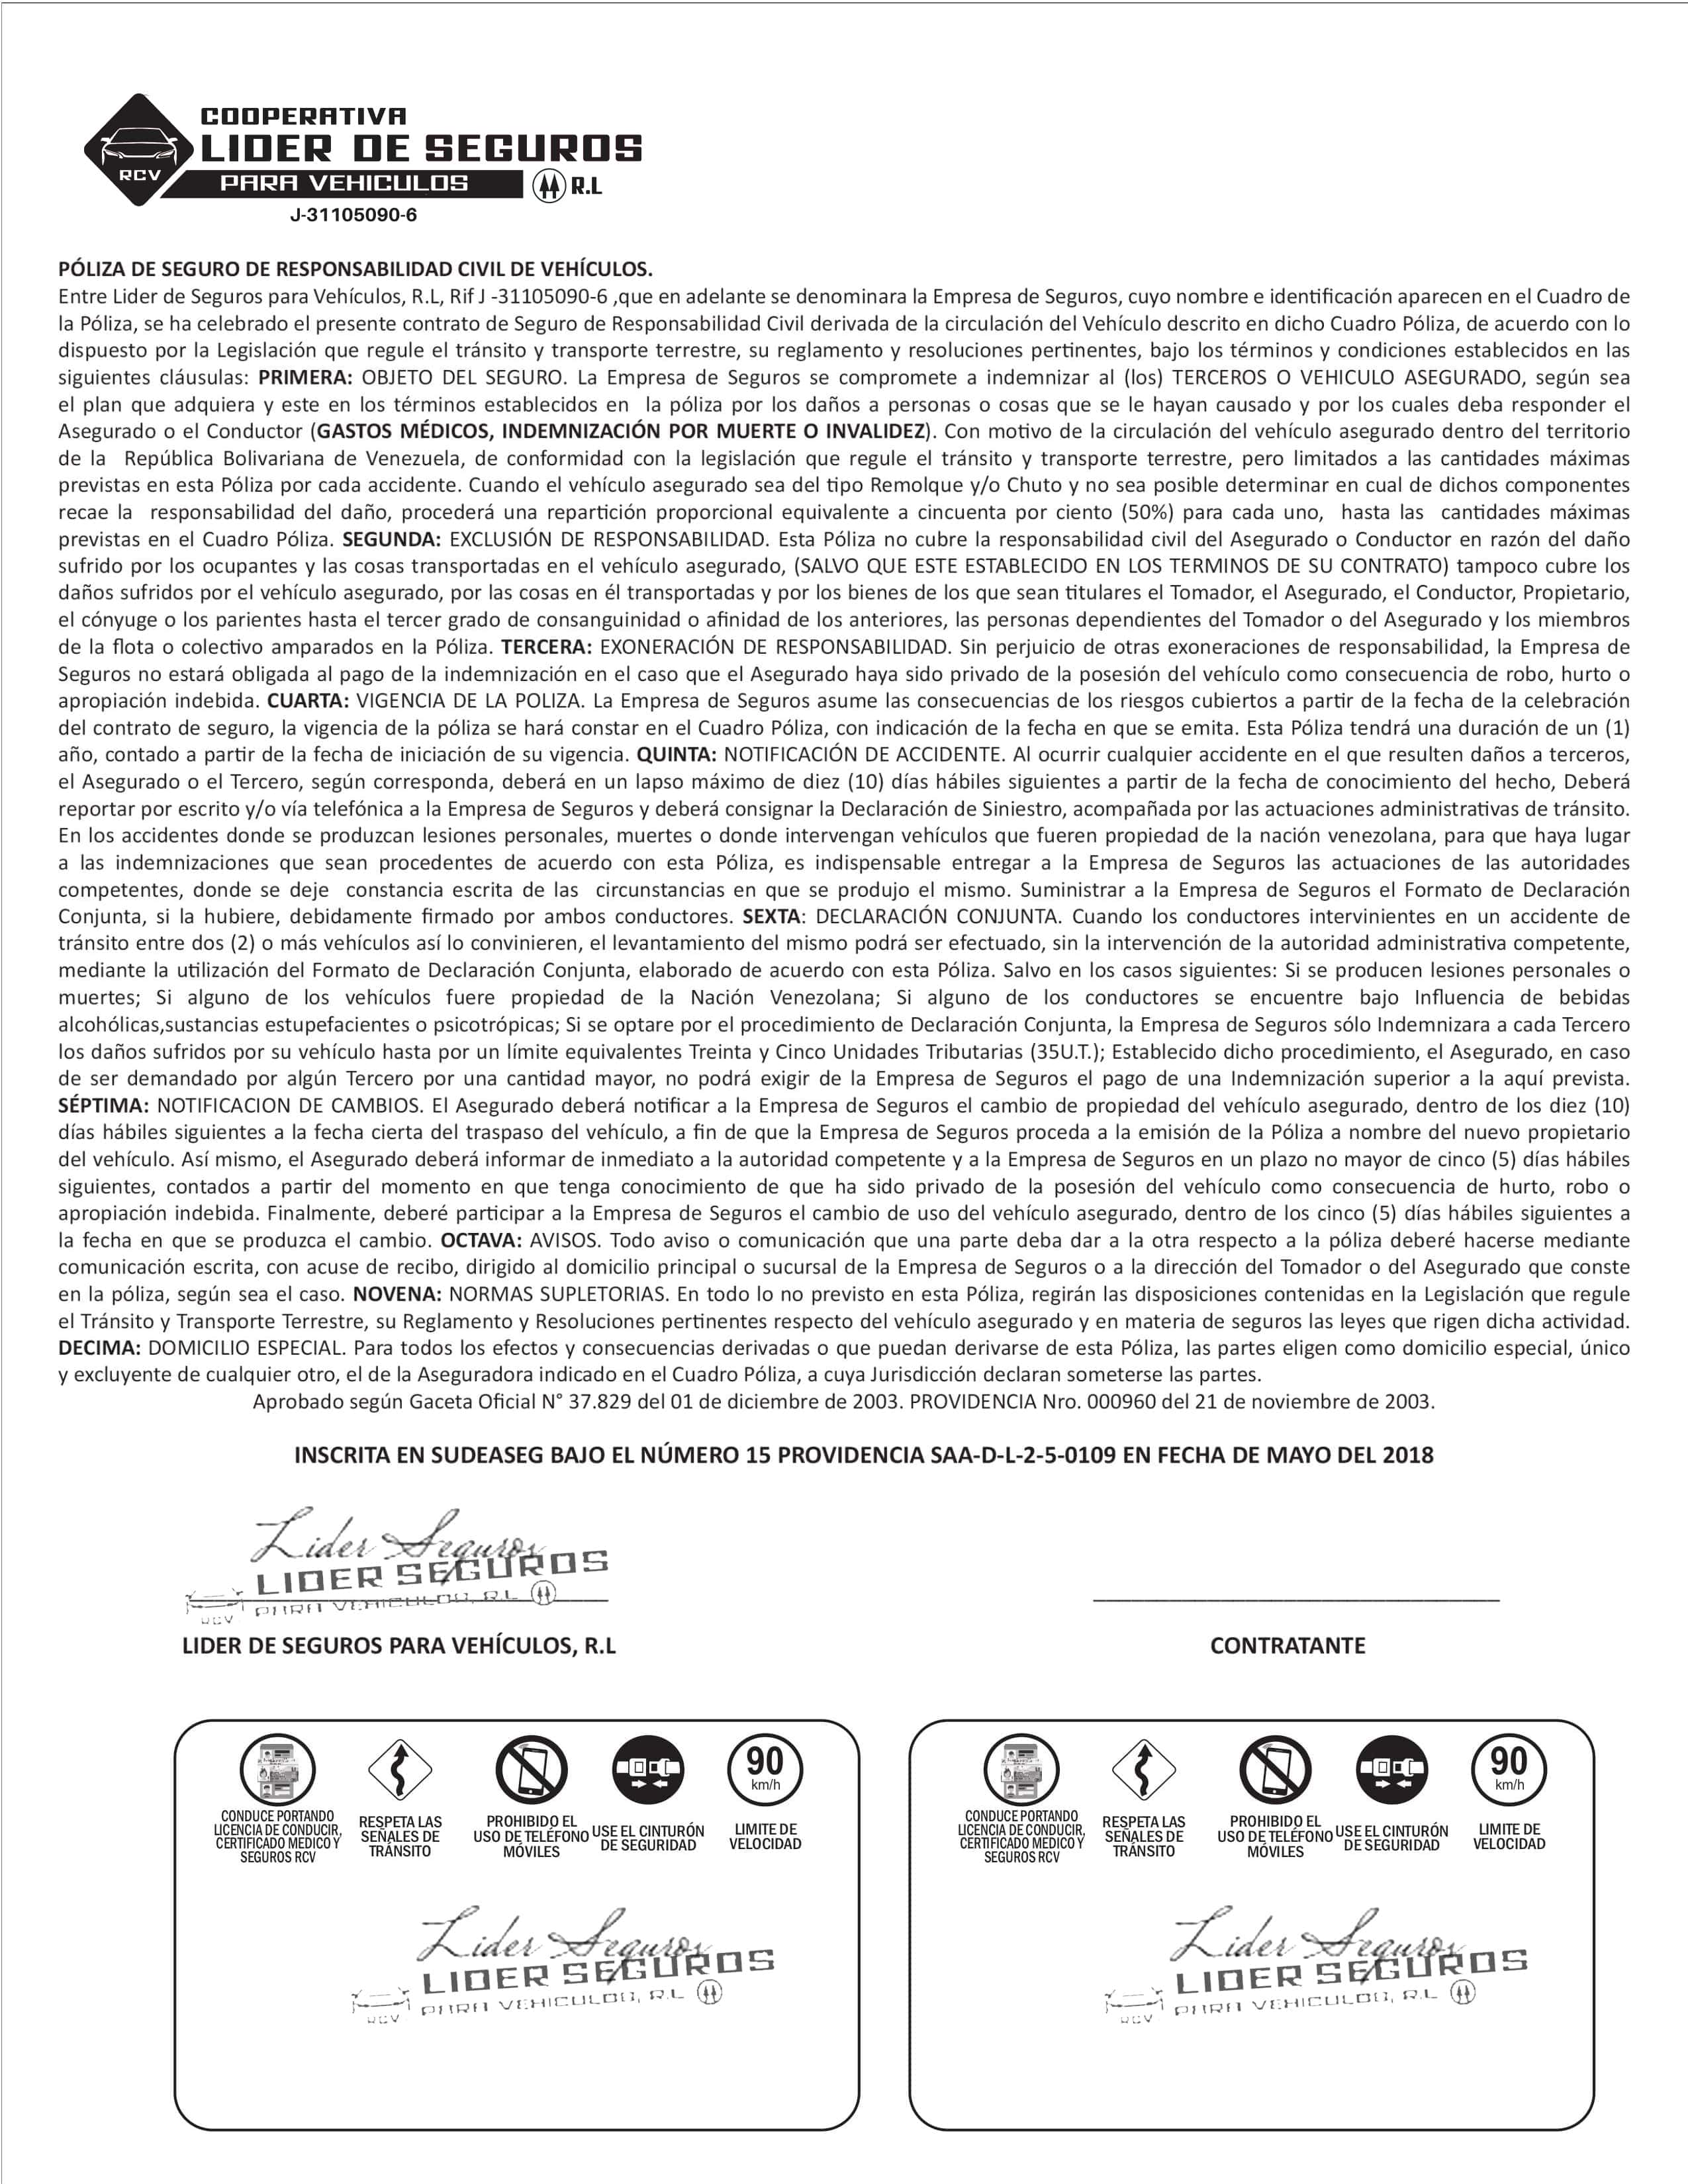 COOPERATIVA
LIDER DE SEGUROS
RCV
PARA VEHICULOS
R.L
J-31105090-6
PÓLIZA DE SEGURO DE RESPONSABILIDAD CIVIL DE VEHÍCULOS.
Entre Lider de Seguros para Vehículos, R.L, Rif J -31105090-6 ,que en adelante se denominara la Empresa de Seguros, cuyo nombre e identificación aparecen en el Cuadro de
la Póliza, se ha celebrado el presente contrato de Seguro de Responsabilidad Civil derivada de la circulación del Vehículo descrito en dicho Cuadro Póliza, de acuerdo con lo
dispuesto por la Legislación que regule el tránsito y transporte terrestre, su reglamento y resoluciones pertinentes, bajo los términos y condiciones establecidos en las
siguientes cláusulas: PRIMERA: OBJETO DEL SEGURO. La Empresa de Seguros se compromete a indemnizar al (los) TERCEROS O VEHICULO ASEGURADO, según sea
el plan que adquiera y este en los términos establecidos en la póliza por los daños a personas o cosas que se le hayan causado y por los cuales deba responder el
Asegurado o el Conductor (GASTOS MÉDICOS, INDEMNIZACIÓN POR MUERTE O INVALIDEZ). Con motivo de la circulación del vehículo asegurado dentro del territorio
de la República Bolivariana de Venezuela, de conformidad con la legislación que regule el tránsito y transporte terrestre, pero limitados a las cantidades máximas
previstas en esta Póliza por cada accidente. Cuando el vehículo asegurado sea del tipo Remolque y/o Chuto y no sea posible determinar en cual de dichos componentes
recae la responsabilidad del daño, procederá una repartición proporcional equivalente a cincuenta por ciento (50%) para cada uno, hasta las cantidades máximas
previstas en el Cuadro Póliza. SEGUNDA: EXCLUSIÓN DE RESPONSABILIDAD. Esta Póliza no cubre la responsabilidad civil del Asegurado o Conductor en razón del daño
sufrido por los ocupantes y las cosas transportadas en el vehículo asegurado, (SALVO QUE ESTE ESTABLECIDO EN LOS TERMINOS DE SU CONTRATO) tampoco cubre los
daños sufridos por el vehículo asegurado, por las cosas en él transportadas y por los bienes de los que sean titulares el Tomador, el Asegurado, el Conductor, Propietario,
el cónyuge o los parientes hasta el tercer grado de consanguinidad o afinidad de los anteriores, las personas dependientes del Tomador o del Asegurado y los miembros
de la flota o colectivo amparados en la Póliza. TERCERA: EXONERACIÓN DE RESPONSABILIDAD. Sin perjuicio de otras exoneraciones de responsabilidad, la Empresa de
Seguros no estará obligada al pago de la indemnización en el caso que el Asegurado haya sido privado de la posesión del vehículo como consecuencia de robo, hurto o
apropiación indebida. CUARTA: VIGENCIA DE LA POLIZA. La Empresa de Seguros asume las consecuencias de los riesgos cubiertos a partir de la fecha de la celebración
del contrato de seguro, la vigencia de la póliza se hará constar en el Cuadro Póliza, con indicación de la fecha en que se emita. Esta Póliza tendrá una duración de un (1)
año, contado a partir de la fecha de iniciación de su vigencia. QUINTA: NOTIFICACIÓN DE ACCIDENTE. Al ocurrir cualquier accidente en el que resulten daños a terceros,
el Asegurado o el Tercero, según corresponda, deberá en un lapso máximo de diez (10) días hábiles siguientes a partir de la fecha de conocimiento del hecho, Deberá
reportar por escrito y/o vía telefónica a la Empresa de Seguros y deberá consignar la Declaración de Siniestro, acompañada por las actuaciones administrativas de tránsito.
En los accidentes donde se produzcan lesiones personales, muertes o donde intervengan vehículos que fueren propiedad de la nación venezolana, para que haya lugar
a las indemnizaciones que sean procedentes de acuerdo con esta Póliza, es indispensable entregar a la Empresa de Seguros las actuaciones de las autoridades
competentes, donde se deje constancia escrita de las circunstancias en que se produjo el mismo. Suministrar a la Empresa de Seguros el Formato de Declaración
Conjunta, si la hubiere, debidamente firmado por ambos conductores. SEXTA: DECLARACIÓN CONJUNTA. Cuando los conductores intervinientes en un accidente de
tránsito entre dos (2) o más vehículos así lo convinieren, el levantamiento del mismo podrá ser efectuado, sin la intervención de la autoridad administrativa competente,
mediante la utilización del Formato de Declaración Conjunta, elaborado de acuerdo con esta Póliza. Salvo en los casos siguientes: Si se producen lesiones personales o
muertes; Si alguno de los vehículos fuere propiedad de la Nación Venezolana; Si alguno de los conductores se encuentre bajo Influencia de bebidas
alcohólicas,sustancias estupefacientes o psicotrópicas; Si se optare por el procedimiento de Declaración Conjunta, la Empresa de Seguros sólo Indemnizara a cada Tercero
los daños sufridos por su vehículo hasta por un límite equivalentes Treinta y Cinco Unidades Tributarias (35U.T.); Establecido dicho procedimiento, el Asegurado, en caso
de ser demandado por algún Tercero por una cantidad mayor, no podrá exigir de la Empresa de Seguros el pago de una Indemnización superior a la aquí prevista.
SÉPTIMA: NOTIFICACION DE CAMBIOS. El Asegurado deberá notificar a la Empresa de Seguros el cambio de propiedad del vehículo asegurado, dentro de los diez (10)
días hábiles siguientes a la fecha cierta del traspaso del vehículo, a fin de que la Empresa de Seguros proceda a la emisión de la Póliza a nombre del nuevo propietario
del vehículo. Así mismo, el Asegurado deberá informar de inmediato a la autoridad competente y a la Empresa de Seguros en un plazo no mayor de cinco (5) días hábiles
siguientes, contados a partir del momento en que tenga conocimiento de que ha sido privado de la posesión del vehículo como consecuencia de hurto, robo o
apropiación indebida. Finalmente, deberé participar a la Empresa de Seguros el cambio de uso del vehículo asegurado, dentro de los cinco (5) días hábiles siguientes a
la fecha en que se produzca el cambio. OCTAVA: AVISOS. Todo aviso o comunicación que una parte deba dar a la otra respecto a la póliza deberé hacerse mediante
comunicación escrita, con acuse de recibo, dirigido al domicilio principal o sucursal de la Empresa de Seguros o a la dirección del Tomador o del Asegurado que conste
en la póliza, según sea el caso. NOVENA: NORMAS SUPLETORIAS. En todo lo no previsto en esta Póliza, regirán las disposiciones contenidas en la Legislación que regule
el Tránsito y Transporte Terrestre, su Reglamento y Resoluciones pertinentes respecto del vehículo asegurado y en materia de seguros las leyes que rigen dicha actividad.
DECIMA: DOMICILIO ESPECIAL. Para todos los efectos y consecuencias derivadas o que puedan derivarse de esta Póliza, las partes eligen como domicilio especial, único
y excluyente de cualquier otro, el de la Aseguradora indicado en el Cuadro Póliza, a cuya Jurisdicción declaran someterse las partes.
Aprobado según Gaceta Oficial N° 37.829 del 01 de diciembre de 2003. PROVIDENCIA Nro. 000960 del 21 de noviembre de 2003.
INSCRITA EN SUDEASEG BAJO EL NÚMERO 15 PROVIDENCIA SAA-D-L-2-5-0109 EN FECHA DE MAYO DEL 2018
Lider Seguros
LIDER SEGUROS
PARA VEHICULOS, R.L
RCV
LIDER DE SEGUROS PARA VEHÍCULOS, R.L
CONTRATANTE
90
km/h
CONDUCE PORTANDO
LICENCIA DE CONDUCIR,
CERTIFICADO MEDICO Y
SEGUROS RCV
RESPETA LAS
SEÑALES DE
TRÁNSITO
PROHIBIDO EL
USO DE TELÉFONO
MÓVILES
USE EL CINTURÓN
DE SEGURIDAD
LIMITE DE
VELOCIDAD
Lider Seguros
LIDER SEGUROS
PARA VEHICULOS, R.L
RCV
90
km/h
CONDUCE PORTANDO
LICENCIA DE CONDUCIR,
CERTIFICADO MEDICO Y
SEGUROS RCV
RESPETA LAS
SEÑALES DE
TRÁNSITO
PROHIBIDO EL
USO DE TELÉFONO
MÓVILES
USE EL CINTURÓN
DE SEGURIDAD
LIMITE DE
VELOCIDAD
Lider Seguros
LIDER SEGUROS
PARA VEHICULOS, R.L
RCV